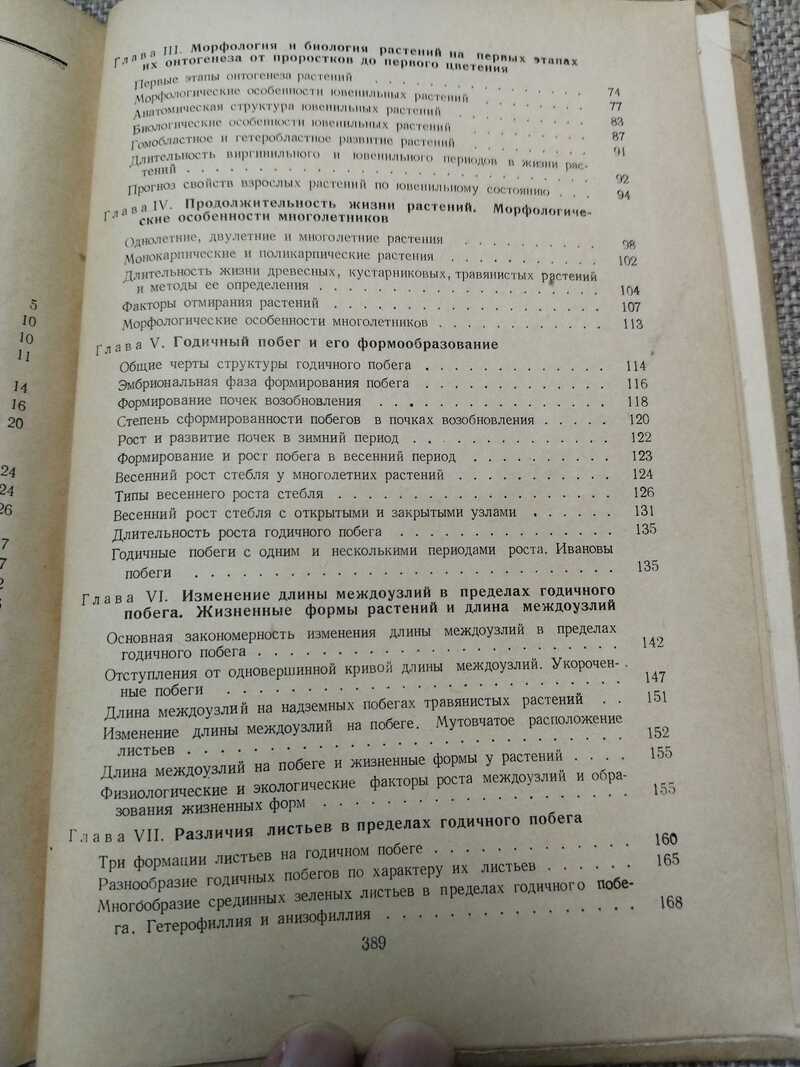 5
10
10
11
14
16
20
24
24
26
7
7
2
Глава III. Морфология и биология растений на первых этапах
их онтогенеза от проростков до первого цветения
Первые этапы онтогенеза растений . . . . . . 74
Морфологические особенности ювенильных растений . . . . . . 77
Анатомическая структура ювенильных растений . . . . . . 83
Биологические особенности ювенильных растений . . . . . . 87
Гомобластное и гетеробластное развитие растений . . . . . . 91
Длительность виргинильного и ювенильного периодов в жизни рас-
тений . . . . . . 92
Прогноз свойств взрослых растений по ювенильному состоянию . . . 94
Глава IV. Продолжительность жизни растений. Морфологиче-
ские особенности многолетников
Однолетние, двулетние и многолетние растения . . . . . . 98
Монокарпические и поликарпические растения . . . . . . 102
Длительность жизни древесных, кустарниковых, травянистых растений
и методы ее определения . . . . . . 104
Факторы отмирания растений . . . . . . 107
Морфологические особенности многолетников . . . . . . 113
Глава V. Годичный побег и его формообразование
Общие черты структуры годичного побега . . . . . . 114
Эмбриональная фаза формирования побега . . . . . . 116
Формирование почек возобновления . . . . . . 118
Степень сформированности побегов в почках возобновления . . . . . 120
Рост и развитие почек в зимний период . . . . . . 122
Формирование и рост побега в весенний период . . . . . . 123
Весенний рост стебля у многолетних растений . . . . . . 124
Типы весеннего роста стебля . . . . . . 126
Весенний рост стебля с открытыми и закрытыми узлами . . . . . . 131
Длительность роста годичного побега . . . . . . 135
Годичные побеги с одним и несколькими периодами роста. Ивановы
побеги . . . . . . 135
Глава VI. Изменение длины междоузлий в пределах годичного
побега. Жизненные формы растений и длина междоузлий
Основная закономерность изменения длины междоузлий в пределах
годичного побега . . . . . . 142
Отступления от одновершинной кривой длины междоузлий. Укорочен-
ные побеги . . . . . . 147
Длина междоузлий на надземных побегах травянистых растений . . 151
Изменение длины междоузлий на побеге. Мутовчатое расположение
листьев . . . . . . 152
Длина междоузлий на побеге и жизненные формы у растений . . . . 155
Физиологические и экологические факторы роста междоузлий и обра-
зования жизненных форм . . . . . . 155
Глава VII. Различия листьев в пределах годичного побега
Три формации листьев на годичном побеге . . . . . . 160
Разнообразие годичных побегов по характеру их листьев . . . . . . 165
Многообразие срединных зеленых листьев в пределах годичного побе-
га. Гетерофиллия и анизофиллия . . . . . . 168
389